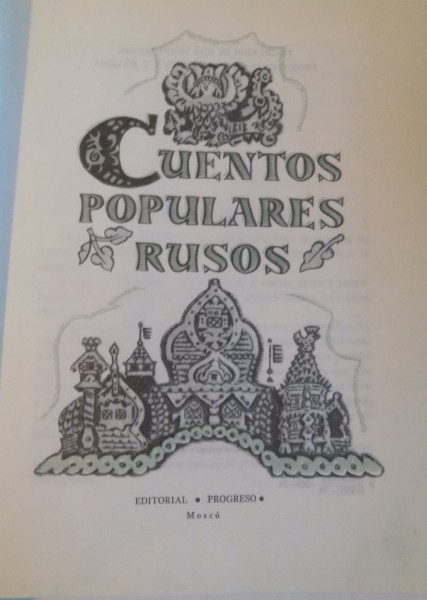 CUENTOS
POPULARES
RUSOS
EDITORIAL • PROGRESO •
Moscú